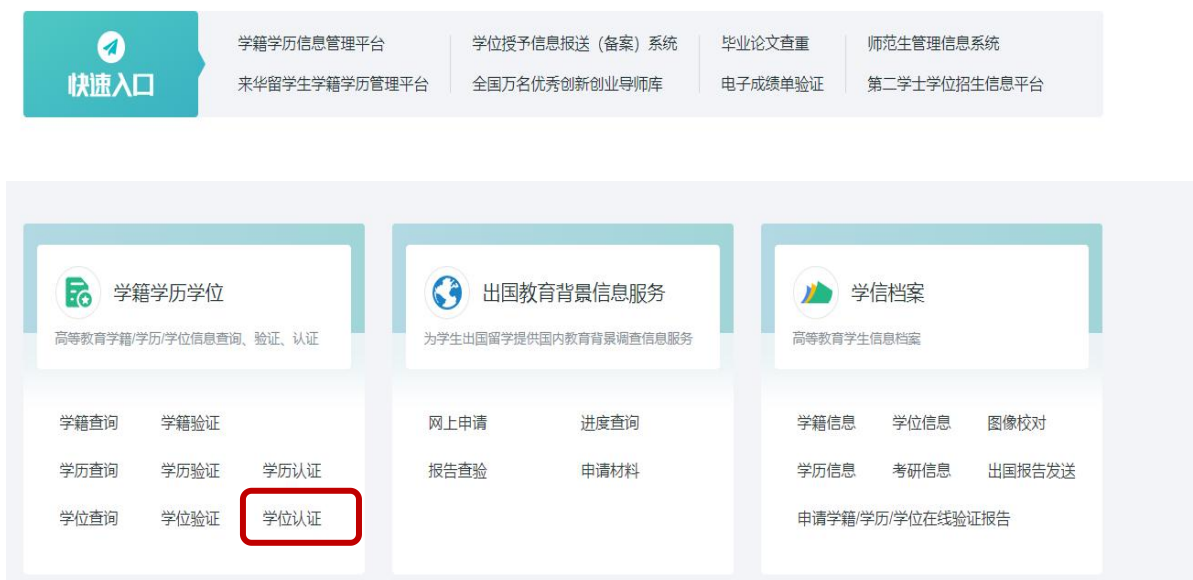 快速入口
学籍学历信息管理平台 学位授予信息报送（备案）系统 毕业论文查重 师范生管理信息系统
来华留学生学籍学历管理平台 全国万名优秀创新创业导师库 电子成绩单验证 第二学士学位招生信息平台
学籍学历学位
高等教育学籍/学历/学位信息查询、验证、认证
学籍查询 学籍验证
学历查询 学历验证 学历认证
学位查询 学位验证 学位认证
出国教育背景信息服务
为学生出国留学提供国内教育背景调查信息服务
网上申请 进度查询
报告查验 申请材料
学信档案
高等教育学生信息档案
学籍信息 学位信息 图像校对
学历信息 考研信息 出国报告发送
申请学籍/学历/学位在线验证报告